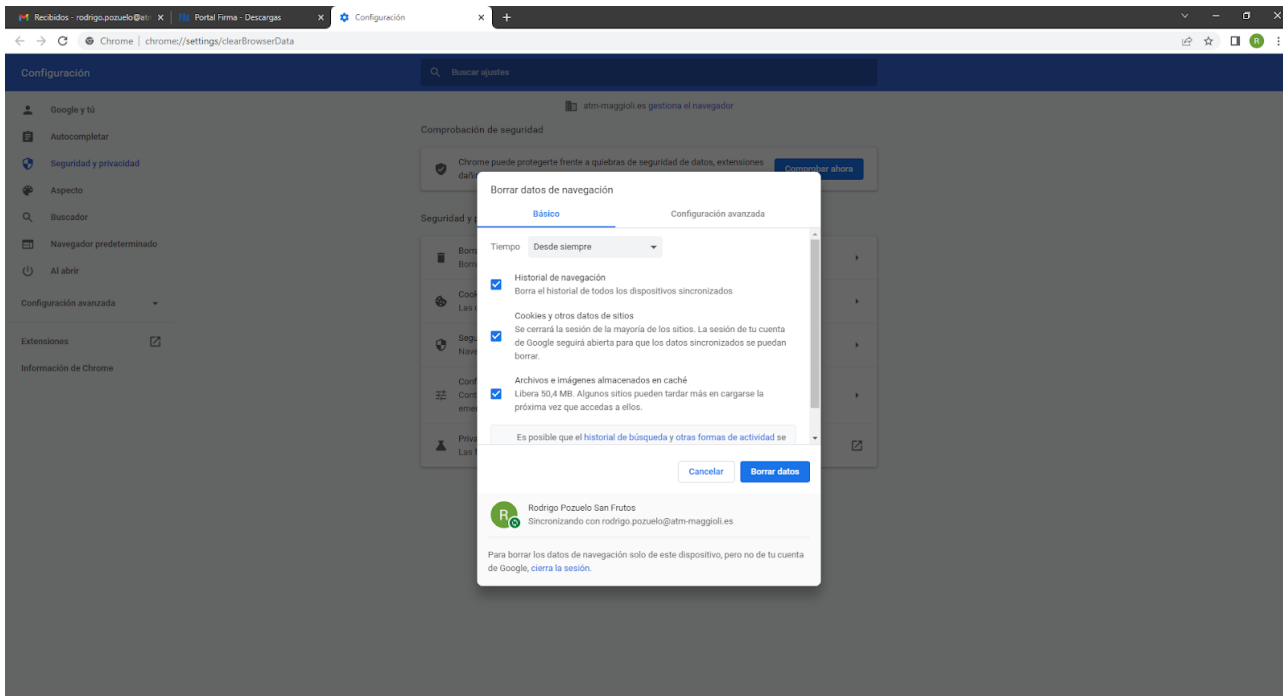 Recibidos - rodrigo.pozuelo@at
Portal Firma - Descargas
Configuración
Chrome | chrome://settings/clearBrowserData
R
Configuración
Buscar ajustes
atm-maggioli.es gestiona el navegador
Google y tú
Autocompletar
Seguridad y privacidad
Aspecto
Buscador
Navegador predeterminado
Al abrir
Configuración avanzada
Extensiones
Información de Chrome
Comprobación de seguridad
Chrome puede protegerte frente a quiebras de seguridad de datos, extensiones
Comprobar ahora
Seguridad y
Las
Borrar datos de navegación
Básico
Configuración avanzada
Tiempo Desde siempre
Historial de navegación
Borra el historial de todos los dispositivos sincronizados
Cookies y otros datos de sitios
Se cerrará la sesión de la mayoría de los sitios. La sesión de tu cuenta
de Google seguirá abierta para que los datos sincronizados se puedan
borrar.
Archivos e imágenes almacenados en caché
Libera 50,4 MB. Algunos sitios pueden tardar más en cargarse la
próxima vez que accedas a ellos.
Es posible que el historial de búsqueda y otras formas de actividad se
Cancelar
Borrar datos
R
Rodrigo Pozuelo San Frutos
Sincronizando con rodrigo.pozuelo@atm-maggioli.es
Para borrar los datos de navegación solo de este dispositivo, pero no de tu cuenta
de Google, cierra la sesión.